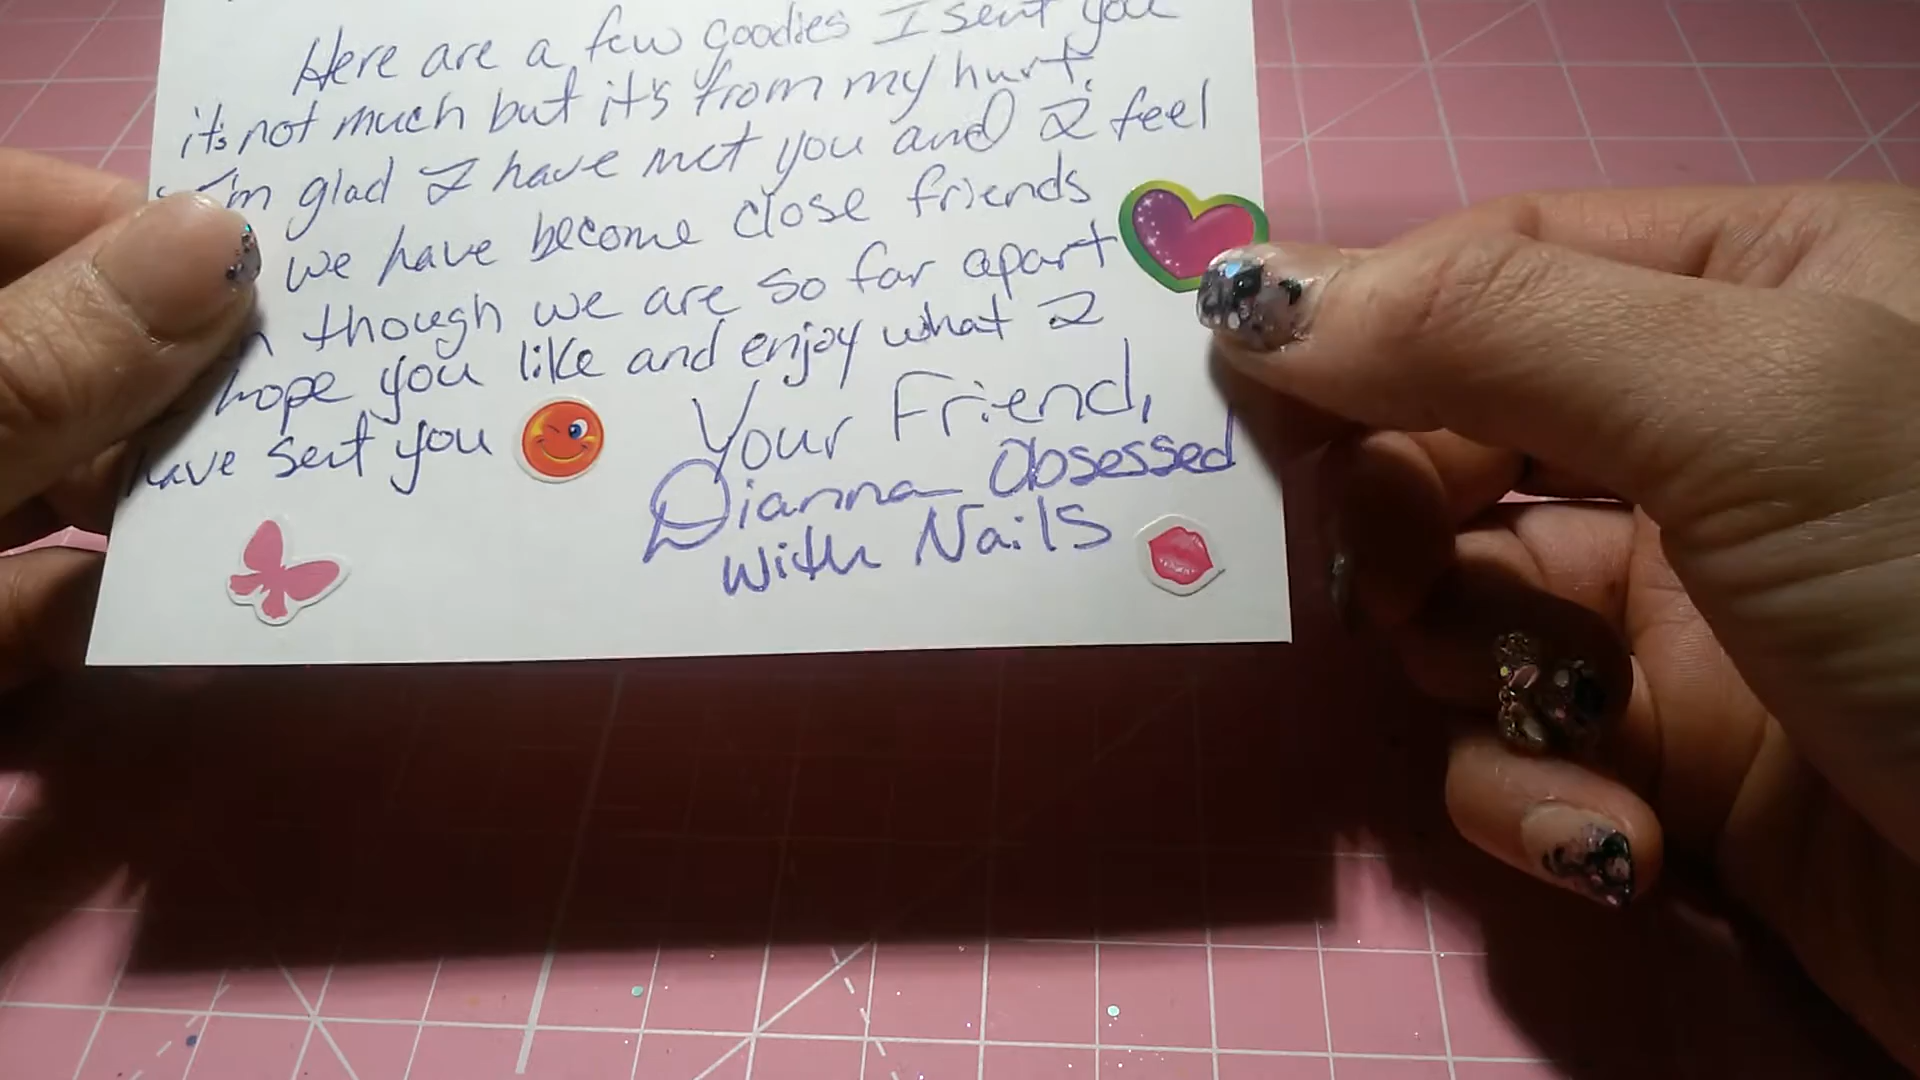 Here are a few goodies I sent you
it's not much but it's from my hurt.
I'm glad I have met you and I feel
we have become close friends
though we are so far apart
hope you like and enjoy what I
have sent you
Your Friend,
Dianna Obsessed
With Nails